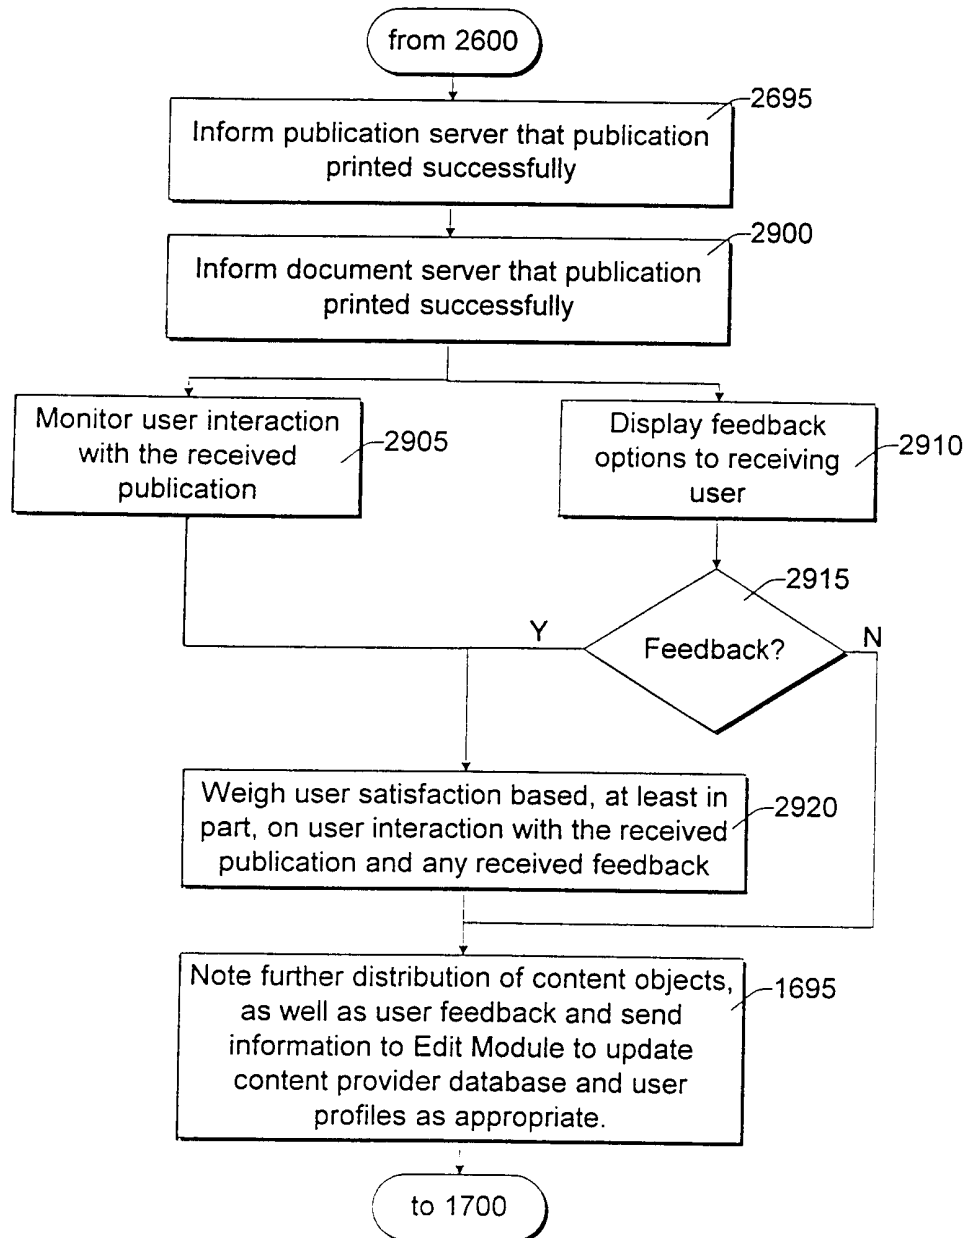 from 2600
2695
Inform publication server that publication
printed successfully
2900
Inform document server that publication
printed successfully
Monitor user interaction
with the received
publication
2905
Display feedback
options to receiving
user
2910
2915
Y
Feedback?
N
Weigh user satisfaction based, at least in
part, on user interaction with the received
publication and any received feedback
2920
Note further distribution of content objects,
as well as user feedback and send
information to Edit Module to update
content provider database and user
profiles as appropriate.
1695
to 1700